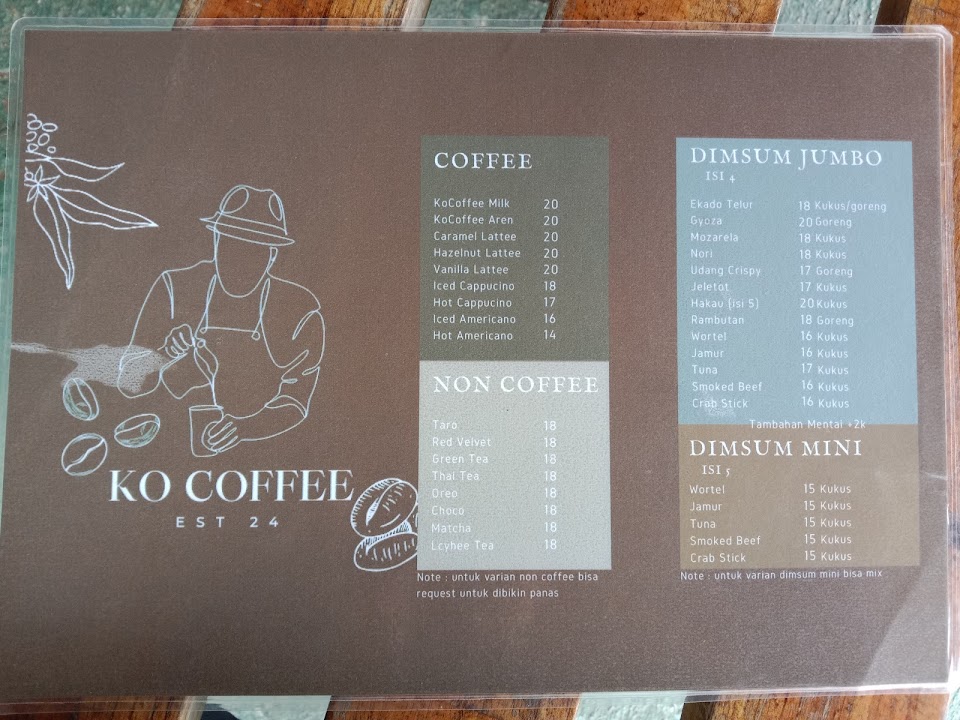 KO COFFEE
EST 24
COFFEE
KoCoffee Milk 20
KoCoffee Aren 20
Caramel Lattee 20
Hazelnut Lattee 20
Vanilla Lattee 20
Iced Cappucino 18
Hot Cappucino 17
Iced Americano 16
Hot Americano 14
NON COFFEE
Taro 18
Red Velvet 18
Green Tea 18
Thai Tea 18
Oreo 18
Choco 18
Matcha 18
Lcyhee Tea 18
Note : untuk varian non coffee bisa
request untuk dibikin panas
DIMSUM JUMBO
ISI 4
Ekado Telur 18 Kukus/goreng
Gyoza 20 Goreng
Mozarela 18 Kukus
Nori 18 Kukus
Udang Crispy 17 Goreng
Jeletot 17 Kukus
Hakau (isi 5) 20 Kukus
Rambutan 18 Goreng
Wortel 16 Kukus
Jamur 16 Kukus
Tuna 17 Kukus
Smoked Beef 16 Kukus
Crab Stick 16 Kukus
Tambahan Mentai +2k
DIMSUM MINI
ISI 5
Wortel 15 Kukus
Jamur 15 Kukus
Tuna 15 Kukus
Smoked Beef 15 Kukus
Crab Stick 15 Kukus
Note : untuk varian dimsum mini bisa mix